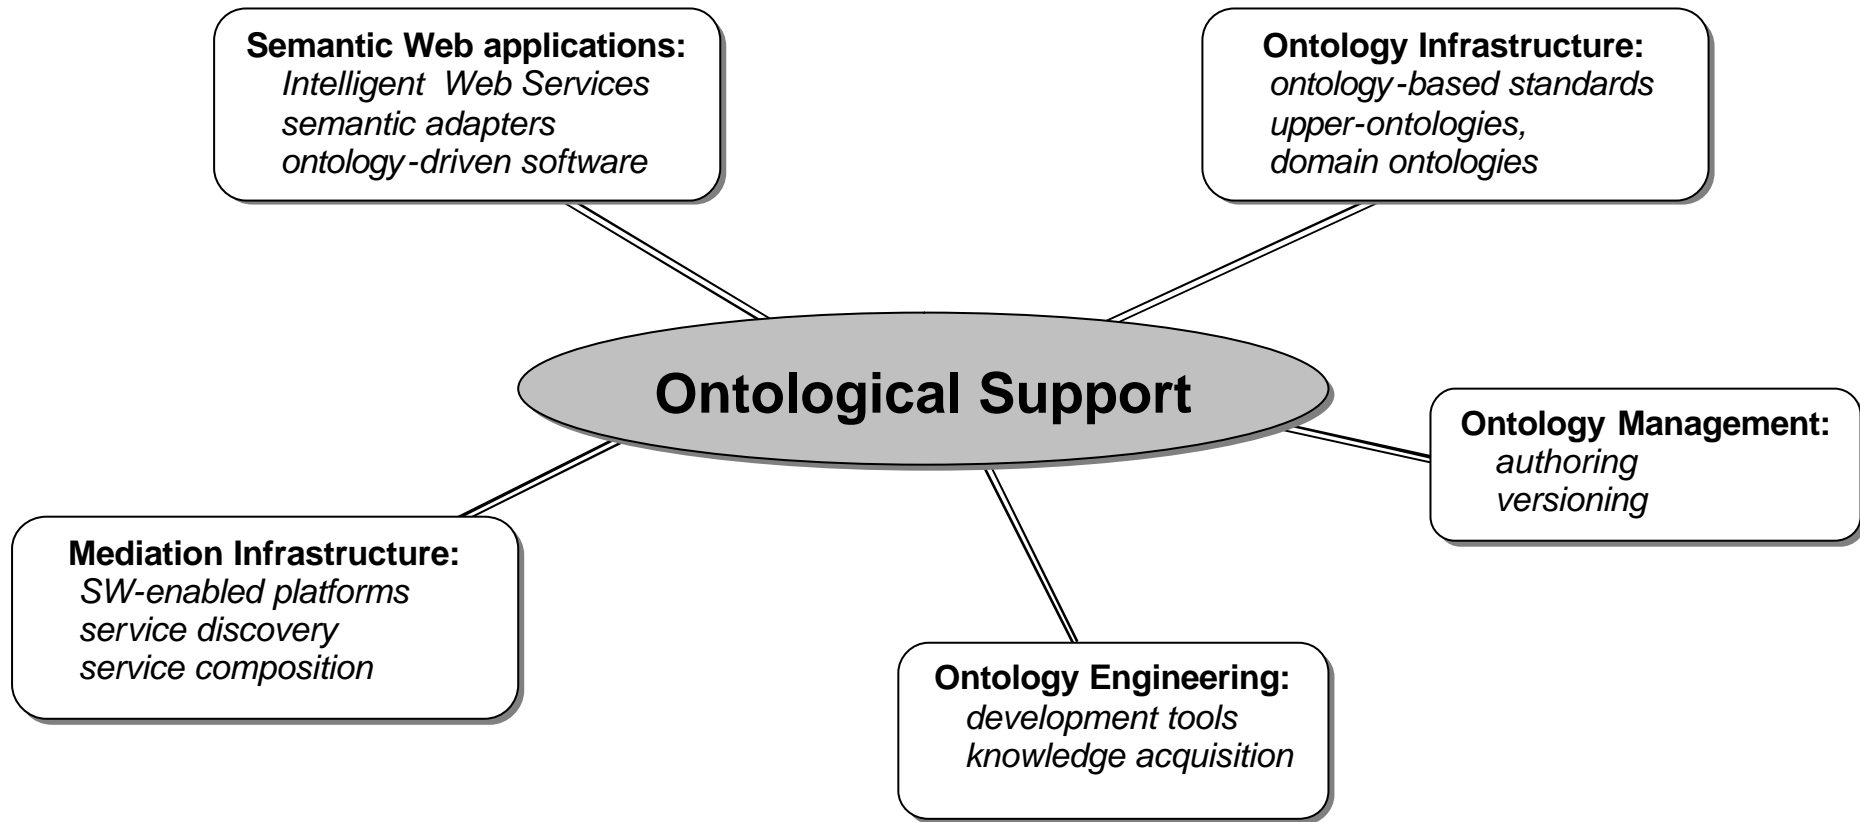 Semantic Web applications:
Intelligent Web Services
semantic adapters
ontology-driven software
Ontology Infrastructure:
ontology-based standards
upper-ontologies,
domain ontologies
Ontological Support
Ontology Management:
authoring
versioning
Mediation Infrastructure:
SW-enabled platforms
service discovery
service composition
Ontology Engineering:
development tools
knowledge acquisition